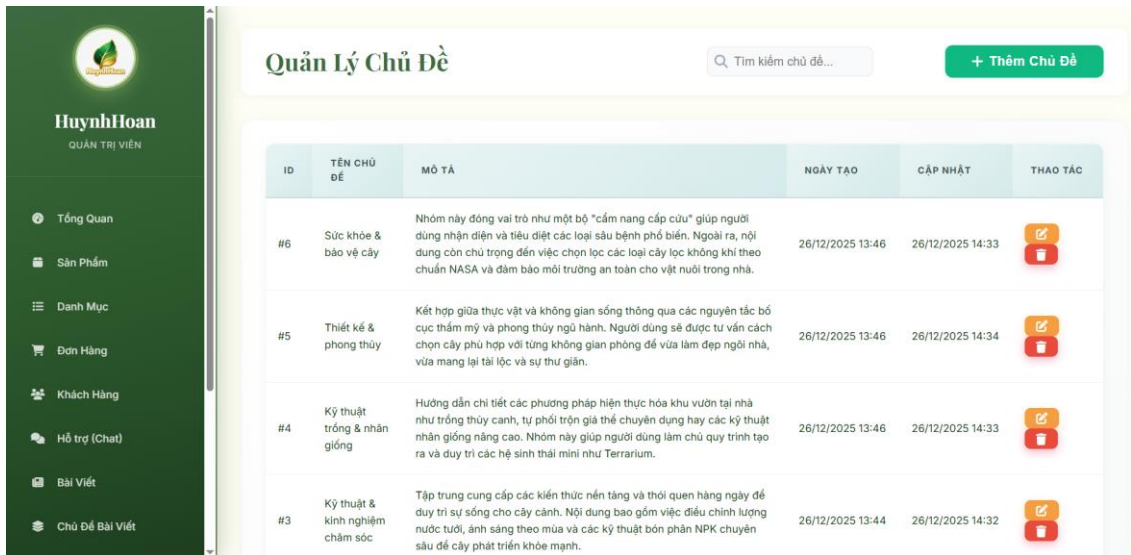 HuynhHoan
HuynhHoan
QUẢN TRỊ VIÊN
Tổng Quan
Sản Phẩm
Danh Mục
Đơn Hàng
Khách Hàng
Hỗ trợ (Chat)
Bài Viết
Chủ Đề Bài Viết
Quản Lý Chủ Đề
Tìm kiếm chủ đề...
+ Thêm Chủ Đề
ID
TÊN CHỦ
ĐỀ
MÔ TẢ
NGÀY TẠO
CẬP NHẬT
THAO TÁC
#6
Sức khỏe &
bảo vệ cây
Nhóm này đóng vai trò như một bộ "cẩm nang cấp cứu" giúp người
dùng nhận diện và tiêu diệt các loại sâu bệnh phổ biến. Ngoài ra, nội
dung còn chú trọng đến việc chọn lọc các loại cây lọc không khí theo
chuẩn NASA và đảm bảo môi trường an toàn cho vật nuôi trong nhà.
26/12/2025 13:46
26/12/2025 14:33
#5
Thiết kế &
phong thủy
Kết hợp giữa thực vật và không gian sống thông qua các nguyên tắc bố
cục thẩm mỹ và phong thủy ngũ hành. Người dùng sẽ được tư vấn cách
chọn cây phù hợp với từng không gian phòng để vừa làm đẹp ngôi nhà,
vừa mang lại tài lộc và sự thư giãn.
26/12/2025 13:46
26/12/2025 14:34
#4
Kỹ thuật
trồng & nhân
giống
Hướng dẫn chi tiết các phương pháp hiện thực hóa khu vườn tại nhà
như trồng thủy canh, tự phối trộn giá thể chuyên dụng hay các kỹ thuật
nhân giống nâng cao. Nhóm này giúp người dùng làm chủ quy trình tạo
ra và duy trì các hệ sinh thái mini như Terrarium.
26/12/2025 13:46
26/12/2025 14:33
#3
Kỹ thuật &
kinh nghiệm
chăm sóc
Tập trung cung cấp các kiến thức nền tảng và thói quen hàng ngày để
duy trì sự sống cho cây cảnh. Nội dung bao gồm việc điều chỉnh lượng
nước tưới, ánh sáng theo mùa và các kỹ thuật bón phân NPK chuyên
sâu để cây phát triển khỏe mạnh.
26/12/2025 13:44
26/12/2025 14:32